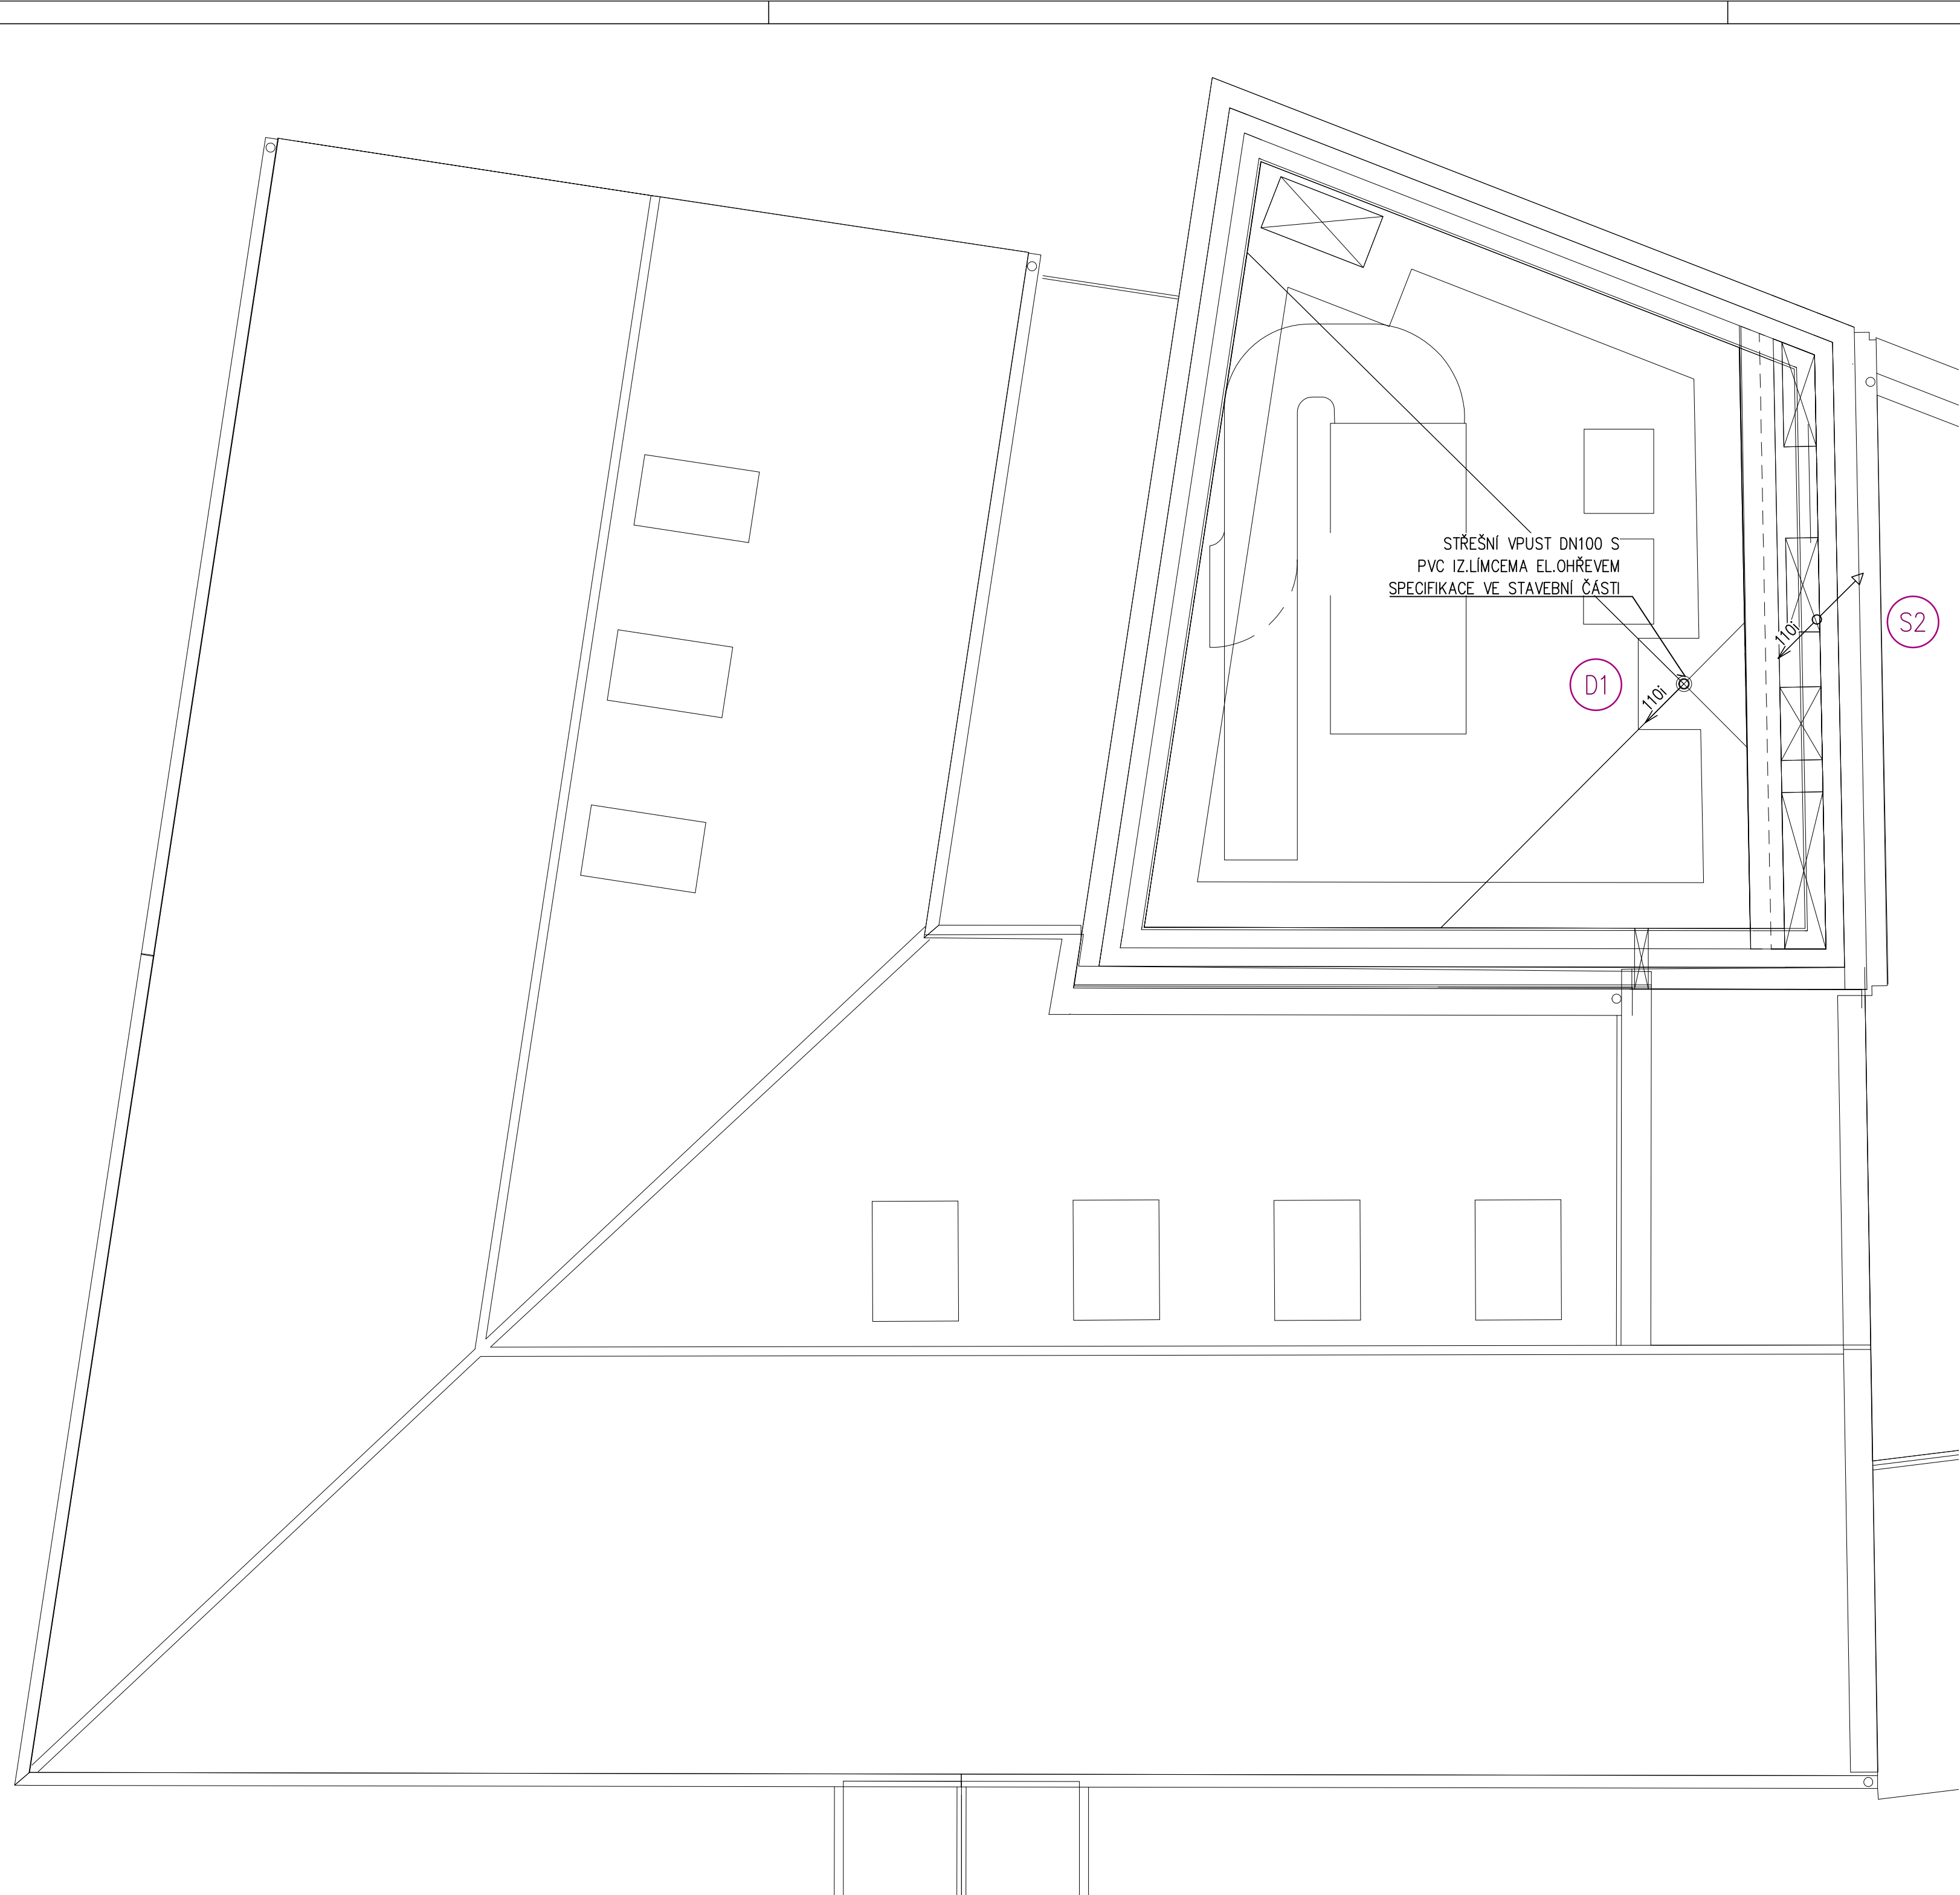 STŘEŠNÍ VPUST DN100 S
PVC IZ.LÍMCEMA EL.OHŘEVEM
SPECIFIKACE VE STAVEBNÍ ČÁSTI
110i
S2
D1
110i